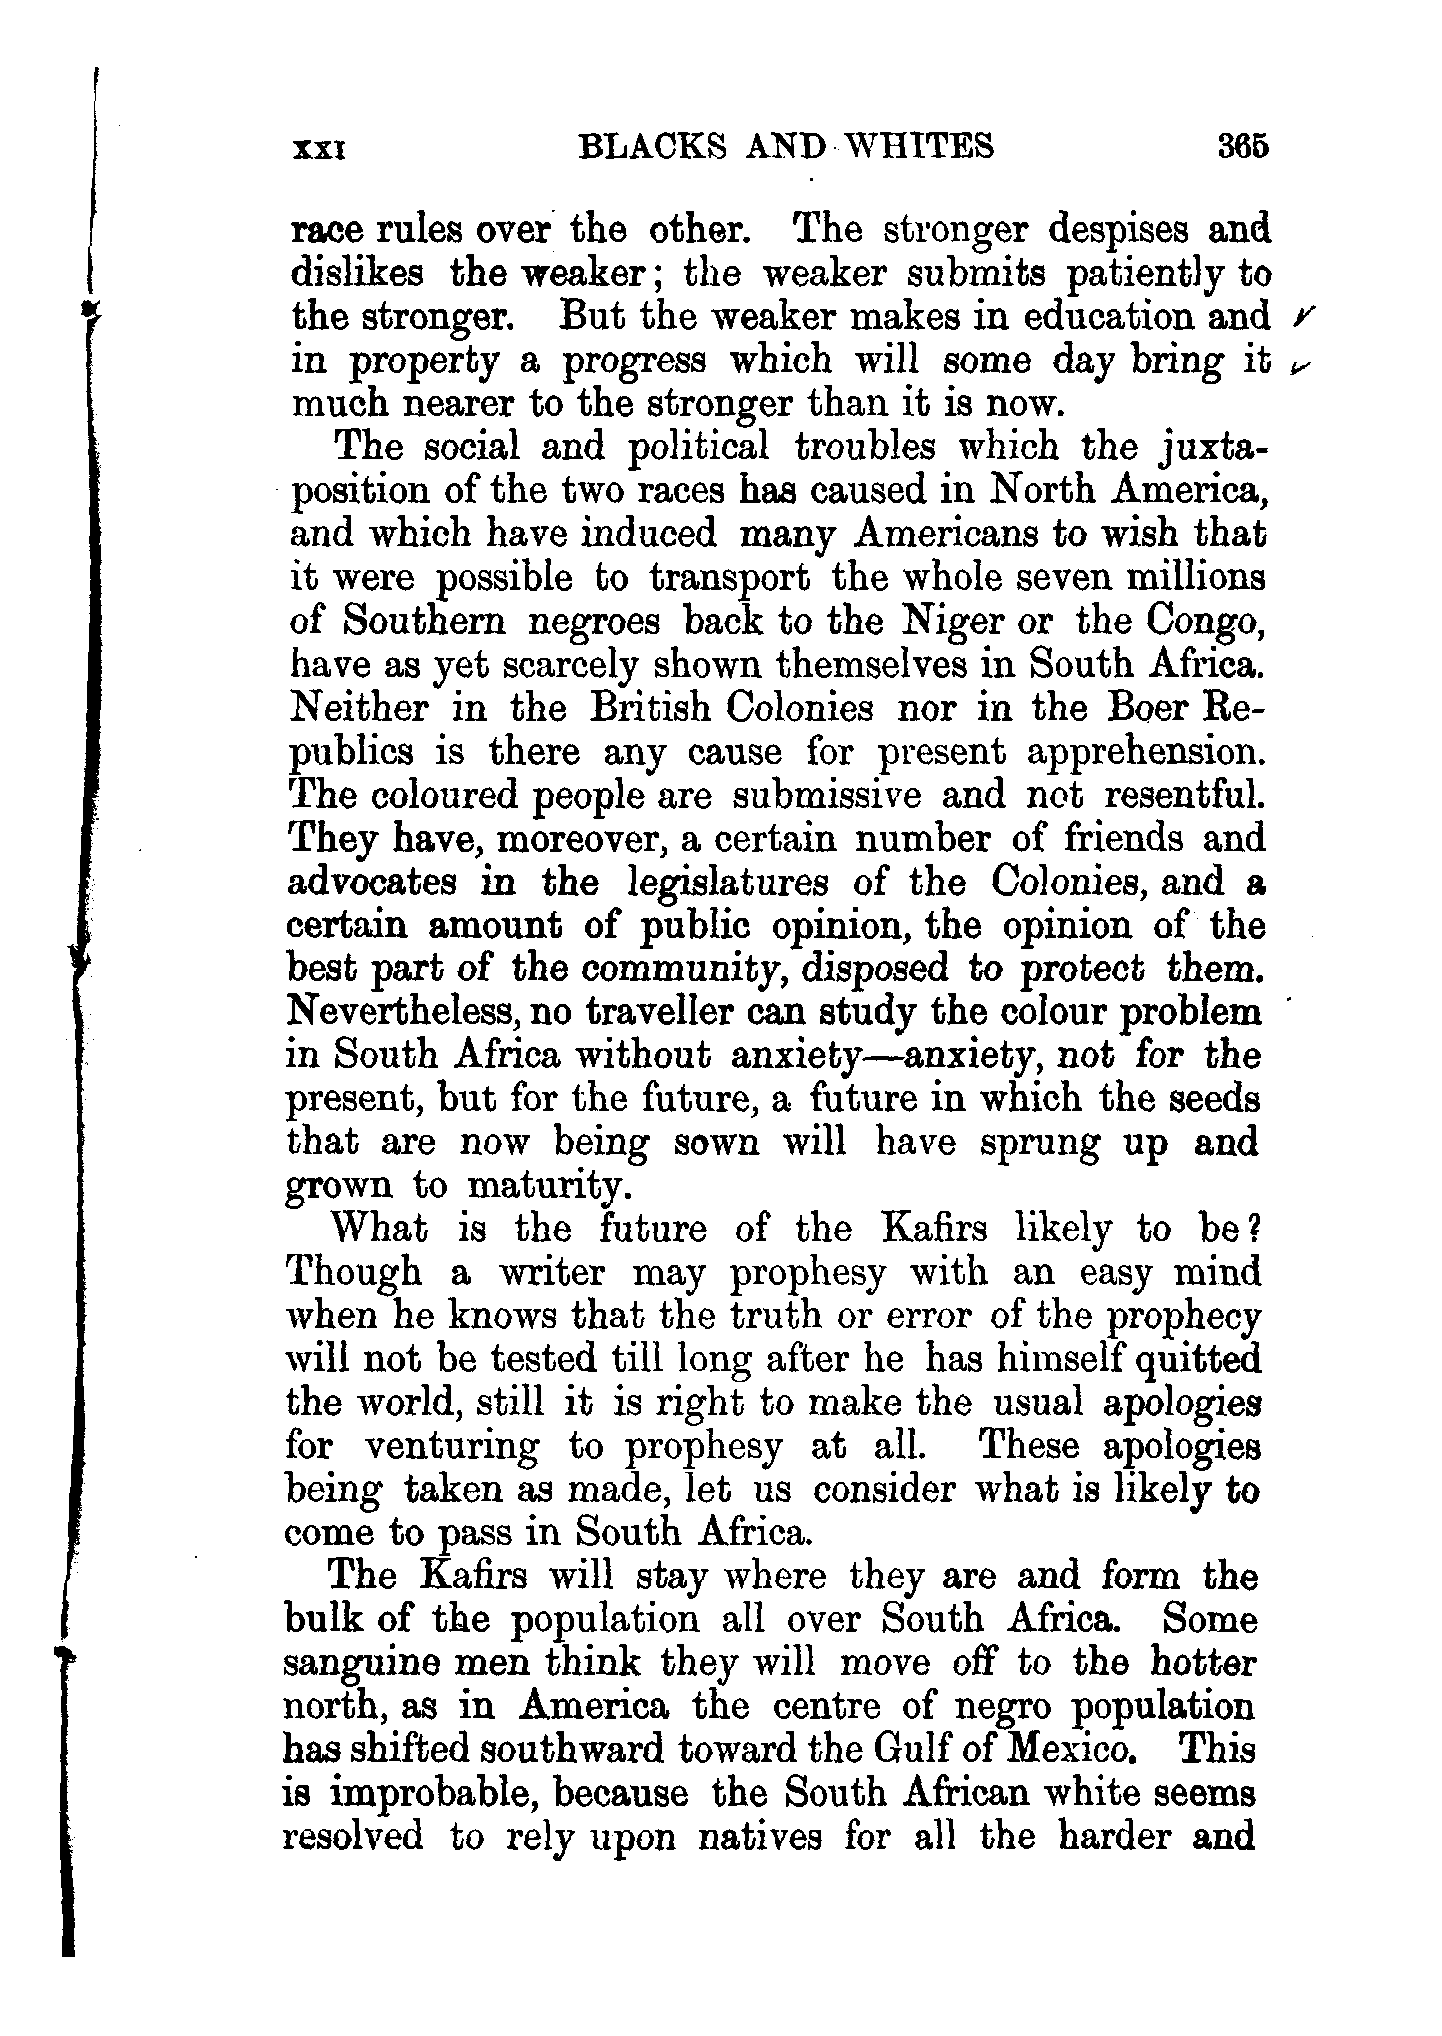 XXI BLACKS AND WHITES 365
race rules over the other. The stronger despises and
dislikes the weaker; the weaker submits patiently to
the stronger. But the weaker makes in education and
in property a progress which will some day bring it
much nearer to the stronger than it is now.
The social and political troubles which the juxta-
position of the two races has caused in North America,
and which have induced many Americans to wish that
it were possible to transport the whole seven millions
of Southern negroes back to the Niger or the Congo,
have as yet scarcely shown themselves in South Africa.
Neither in the British Colonies nor in the Boer Re-
publics is there any cause for present apprehension.
The coloured people are submissive and not resentful.
They have, moreover, a certain number of friends and
advocates in the legislatures of the Colonies, and a
certain amount of public opinion, the opinion of the
best part of the community, disposed to protect them.
Nevertheless, no traveller can study the colour problem
in South Africa without anxiety—anxiety, not for the
present, but for the future, a future in which the seeds
that are now being sown will have sprung up and
grown to maturity.
What is the future of the Kafirs likely to be?
Though a writer may prophesy with an easy mind
when he knows that the truth or error of the prophecy
will not be tested till long after he has himself quitted
the world, still it is right to make the usual apologies
for venturing to prophesy at all. These apologies
being taken as made, let us consider what is likely to
come to pass in South Africa.
The Kafirs will stay where they are and form the
bulk of the population all over South Africa. Some
sanguine men think they will move off to the hotter
north, as in America the centre of negro population
has shifted southward toward the Gulf of Mexico. This
is improbable, because the South African white seems
resolved to rely upon natives for all the harder and